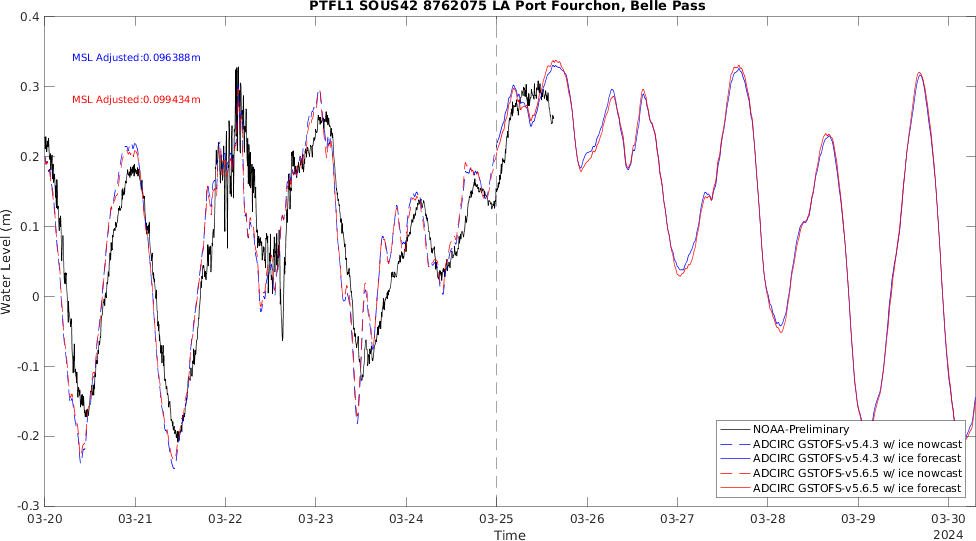 PTFL1 SOUS42 8762075 LA Port Fourchon, Belle Pass
0.4
0.3
0.2
0.1
0
-0.1
-0.2
-0.3
Water Level (m)
MSL Adjusted:0.096388m
MSL Adjusted:0.099434m
NOAA-Preliminary
ADCIRC GSTOFS-v5.4.3 w/ ice nowcast
ADCIRC GSTOFS-v5.4.3 w/ ice forecast
ADCIRC GSTOFS-v5.6.5 w/ ice nowcast
ADCIRC GSTOFS-v5.6.5 w/ ice forecast
03-20 03-21 03-22 03-23 03-24 03-25 03-26 03-27 03-28 03-29 03-30
Time
2024